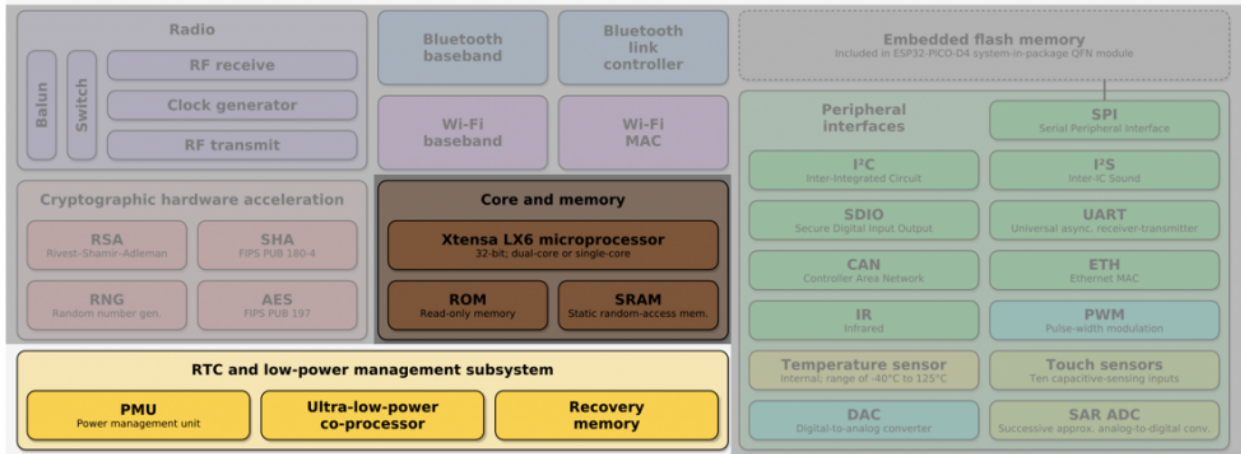 Radio
Balun
Switch
RF receive
Clock generator
RF transmit
Bluetooth
baseband
Bluetooth
link
controller
Wi-Fi
baseband
Wi-Fi
MAC
Embedded flash memory
Included in ESP32-PICO-D4 system-in-package QFN module
Peripheral
interfaces
SPI
Serial Peripheral Interface
I²C
Inter-Integrated Circuit
I²S
Inter-IC Sound
SDIO
Secure Digital Input Output
UART
Universal async. receiver-transmitter
CAN
Controller Area Network
ETH
Ethernet MAC
IR
Infrared
PWM
Pulse-width modulation
Temperature sensor
Internal; range of -40°C to 125°C
Touch sensors
Ten capacitive-sensing inputs
DAC
Digital-to-analog converter
SAR ADC
Successive approx. analog-to-digital conv.
Cryptographic hardware acceleration
RSA
Rivest–Shamir–Adleman
SHA
FIPS PUB 180-4
RNG
Random number gen.
AES
FIPS PUB 197
Core and memory
Xtensa LX6 microprocessor
32-bit; dual-core or single-core
ROM
Read-only memory
SRAM
Static random-access mem.
RTC and low-power management subsystem
PMU
Power management unit
Ultra-low-power
co-processor
Recovery
memory